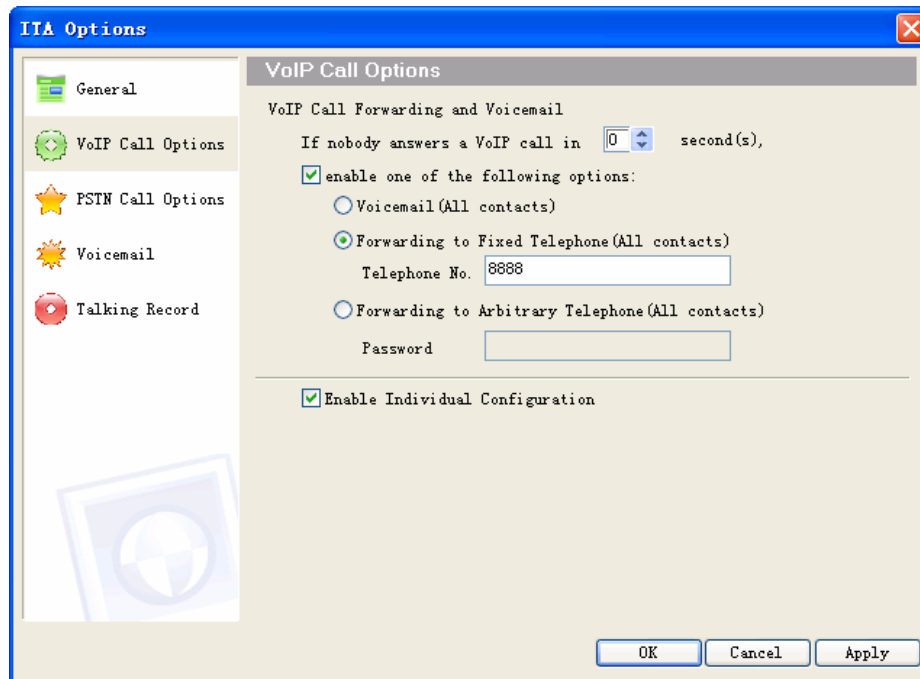 ITA Options
General
VoIP Call Options
PSTN Call Options
Voicemail
Talking Record
VoIP Call Options
VoIP Call Forwarding and Voicemail
If nobody answers a VoIP call in 0 second(s),
enable one of the following options:
Voicemail(All contacts)
Forwarding to Fixed Telephone(All contacts)
Telephone No. 8888
Forwarding to Arbitrary Telephone(All contacts)
Password
Enable Individual Configuration
OK Cancel Apply